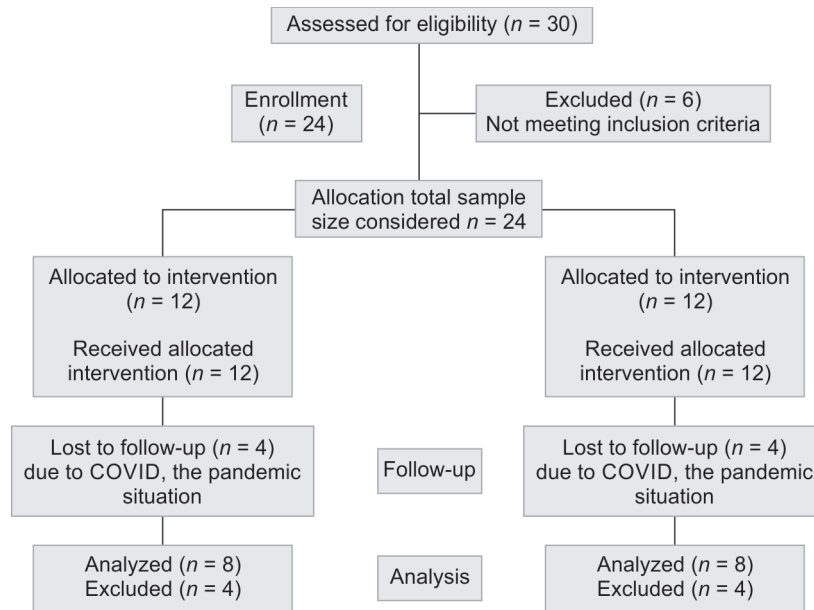 Assessed for eligibility (n = 30)
Enrollment
(n = 24)
Excluded (n = 6)
Not meeting inclusion criteria
Allocation total sample
size considered n = 24
Allocated to intervention
(n = 12)
Received allocated
intervention (n = 12)
Allocated to intervention
(n = 12)
Received allocated
intervention (n = 12)
Lost to follow-up (n = 4)
due to COVID, the pandemic
situation
Follow-up
Lost to follow-up (n = 4)
due to COVID, the pandemic
situation
Analyzed (n = 8)
Excluded (n = 4)
Analysis
Analyzed (n = 8)
Excluded (n = 4)